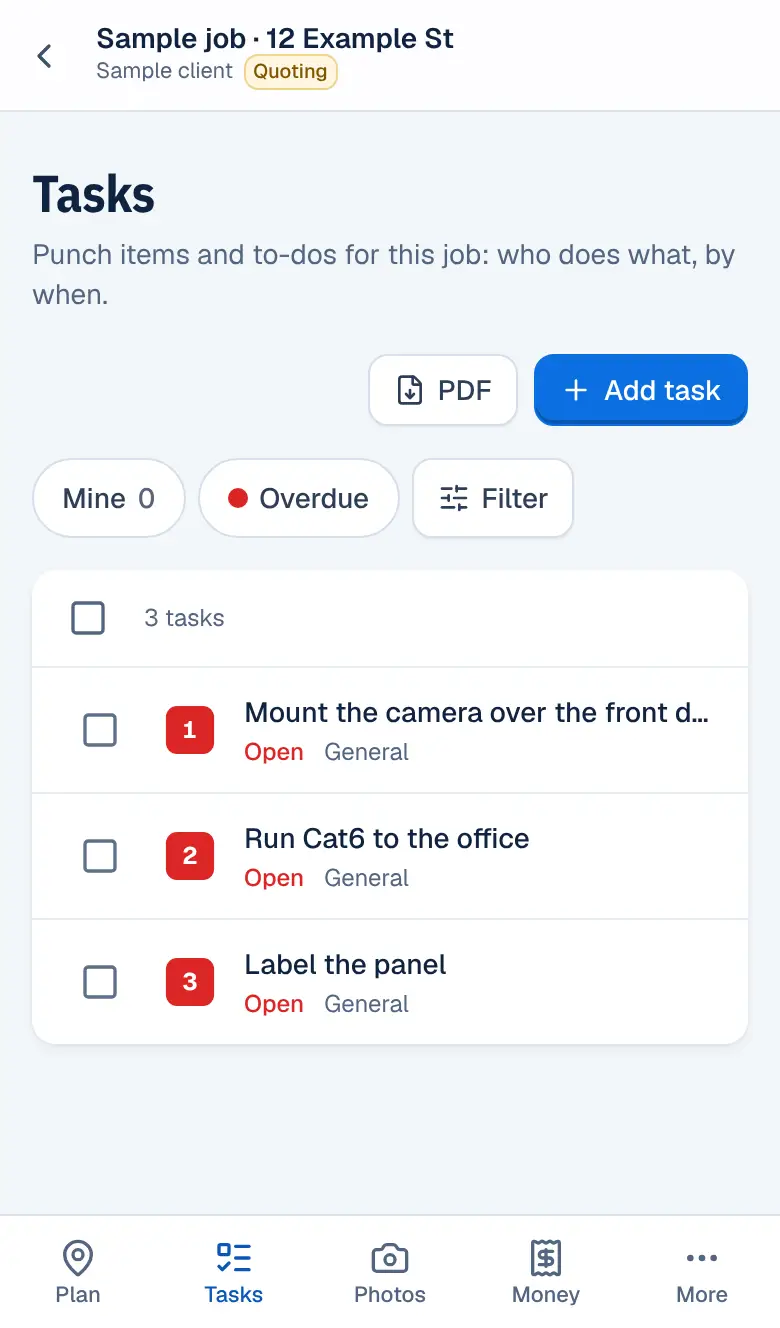 Sample job · 12 Example St
Sample client Quoting
Tasks
Punch items and to-dos for this job: who does what, by
when.
PDF + Add task
Mine 0 Overdue Filter
3 tasks
1 Mount the camera over the front d...
Open General
2 Run Cat6 to the office
Open General
3 Label the panel
Open General
Plan Tasks Photos Money More